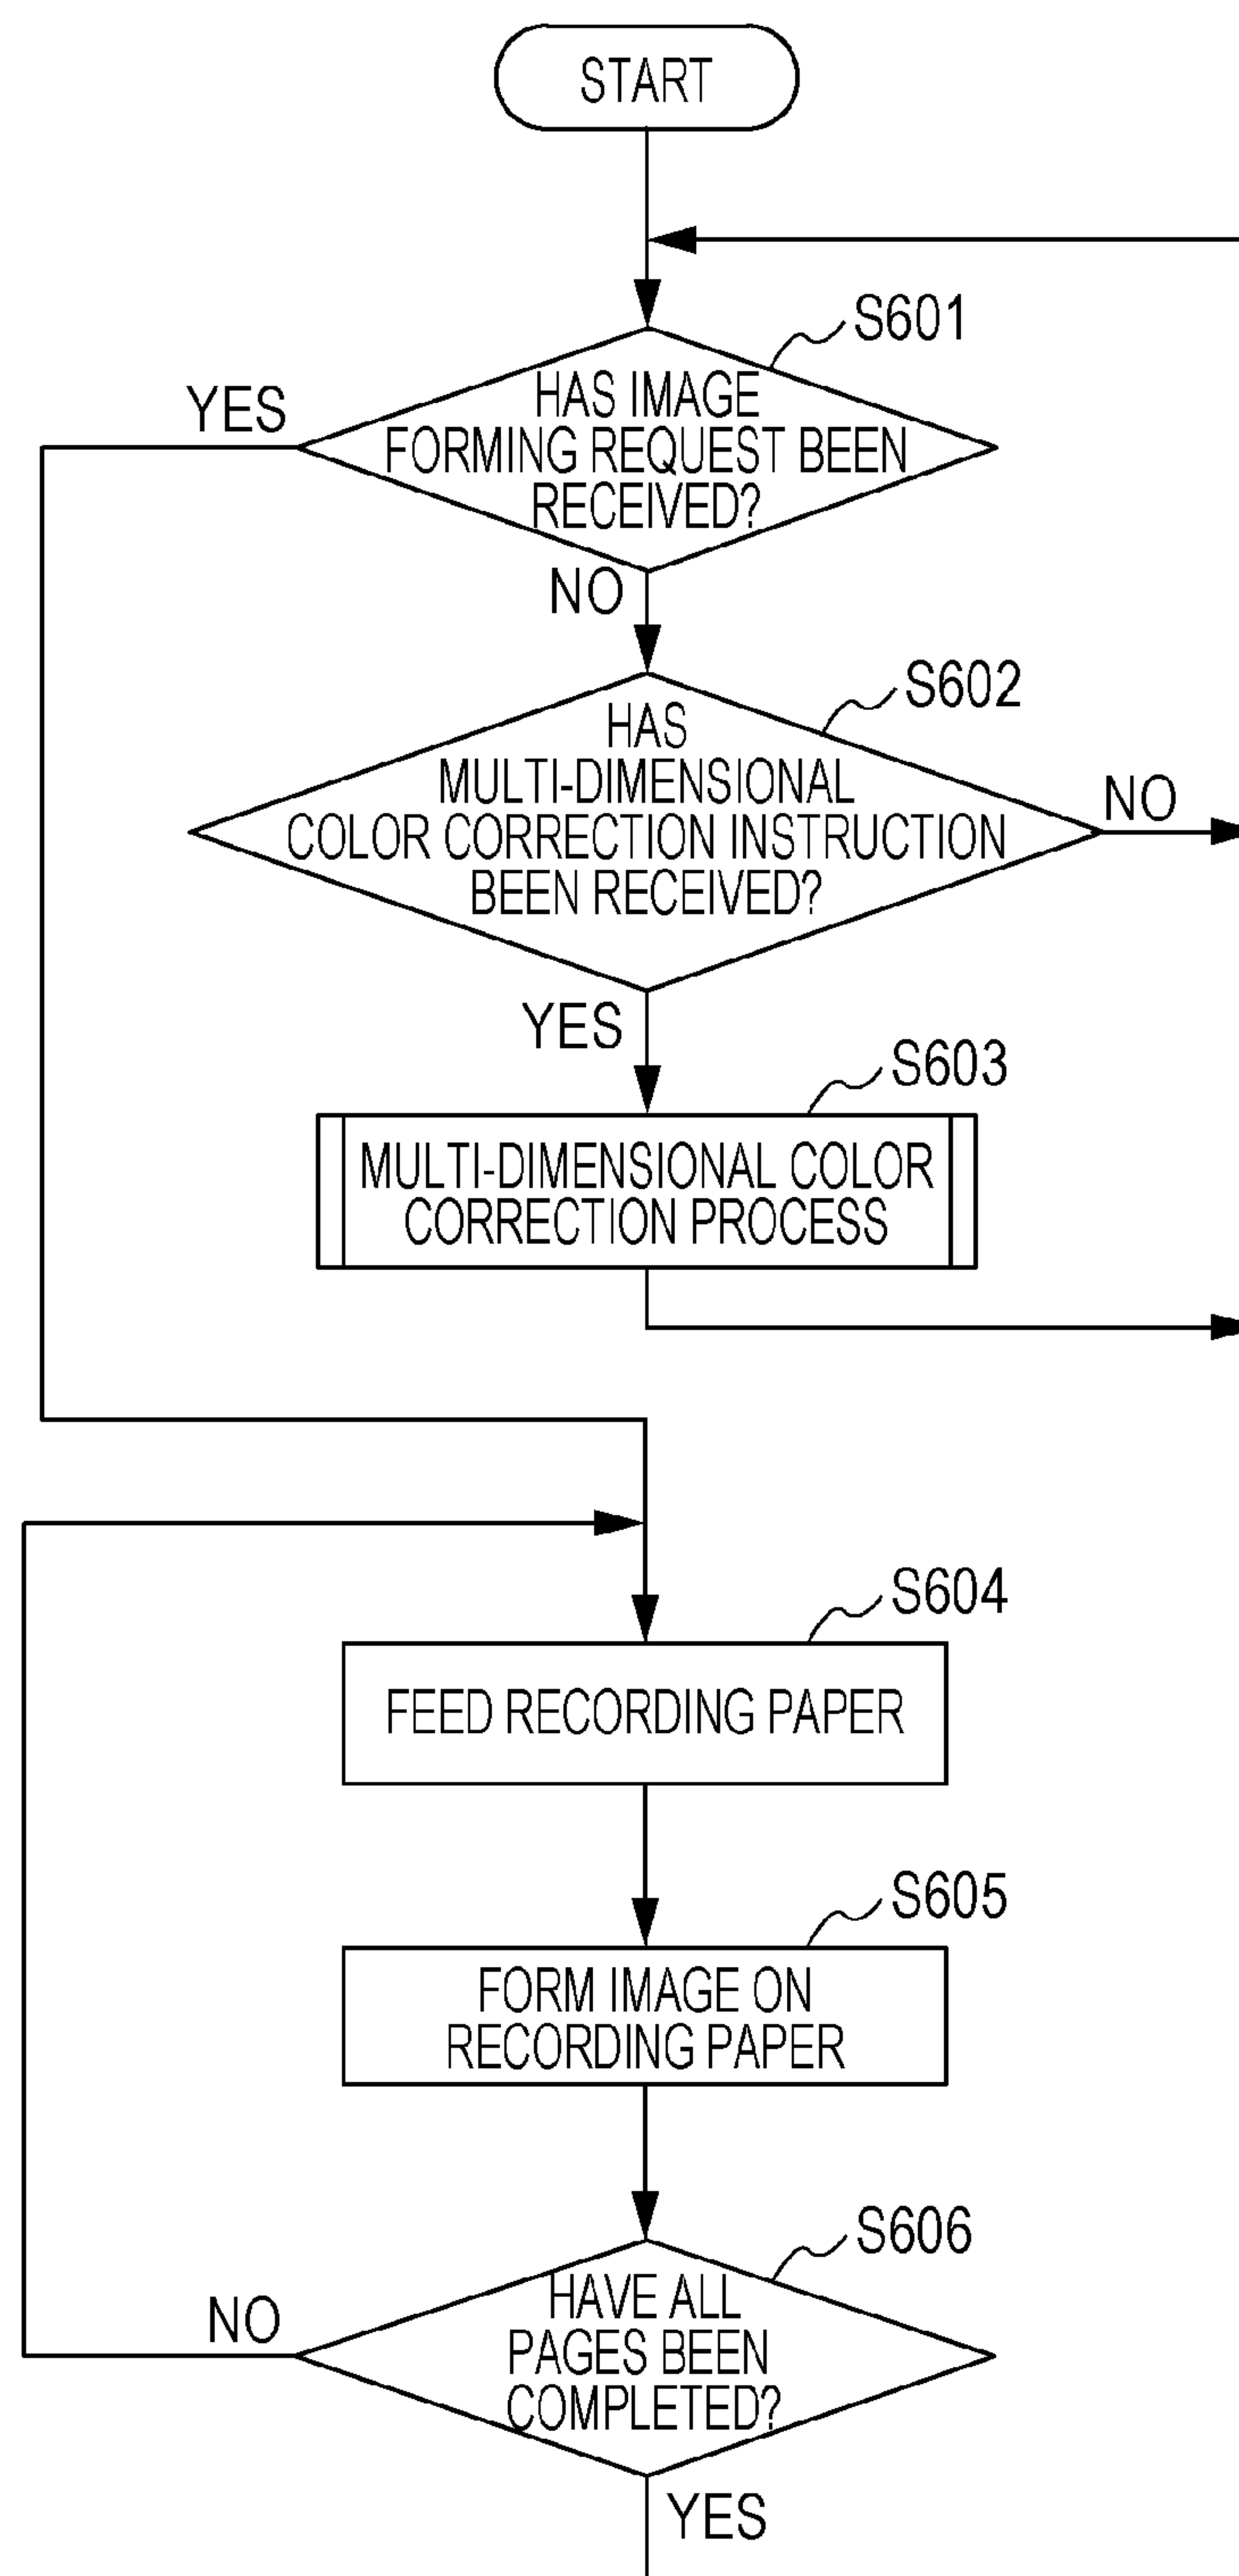 START
S601
YES
HAS IMAGE
FORMING REQUEST BEEN
RECEIVED?
NO
S602
HAS
MULTI-DIMENSIONAL
COLOR CORRECTION INSTRUCTION
BEEN RECEIVED?
NO
YES
S603
MULTI-DIMENSIONAL COLOR
CORRECTION PROCESS
S604
FEED RECORDING PAPER
S605
FORM IMAGE ON
RECORDING PAPER
S606
NO
HAVE ALL
PAGES BEEN
COMPLETED?
YES